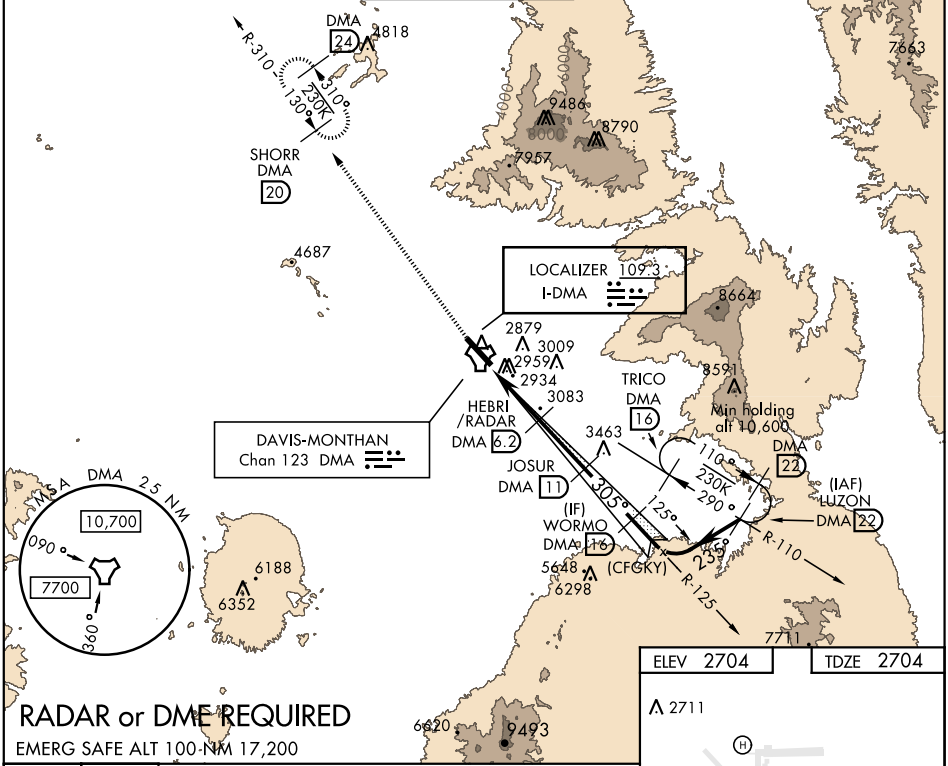 DMA
24
4818
R-310
310°
230K
130°
7663
6000
6000
9486
8000
8790
7957
SHORR
DMA
20
4687
LOCALIZER 109.3
I-DMA
8664
2879
3009
2959
2934
8591
TRICO
DMA
16
3083
HEBRI
/RADAR
DMA 6.2
Min holding
alt 10,600
DMA
22
3463
DAVIS-MONTHAN
Chan 123 DMA
JOSUR
DMA 11
110°
230K
290°
305°
125°
(IAF)
LUZON
DMA 22
(IF)
WORMO
DMA 16
235°
R-110
(CFGKY)
R-125
5648
6298
MSA DMA 25 NM
10,700
090°
7700
360°
6188
6352
7711
ELEV 2704
TDZE 2704
2711
H
RADAR or DME REQUIRED
EMERG SAFE ALT 100 NM 17,200
6620
9493